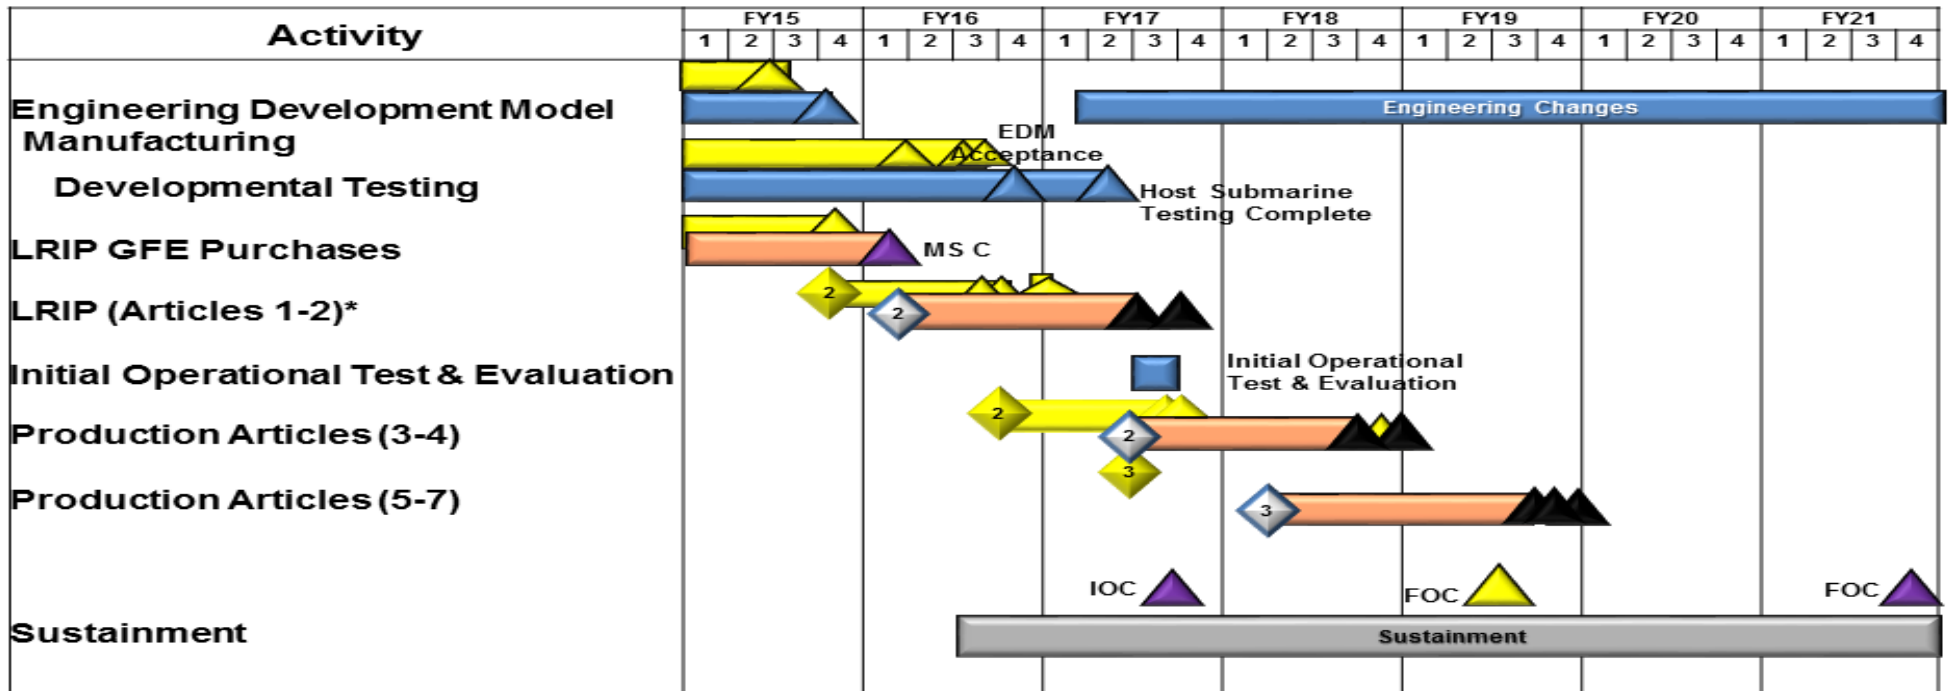 Activity
FY15 FY16 FY17 FY18 FY19 FY20 FY21
1 2 3 4 1 2 3 4 1 2 3 4 1 2 3 4 1 2 3 4 1 2 3 4 1 2 3 4
Engineering Development Model
Manufacturing
Engineering Changes
EDM
Acceptance
Developmental Testing
Host Submarine
Testing Complete
LRIP GFE Purchases
MS C
2
LRIP (Articles 1-2)*
2
Initial Operational Test & Evaluation
Initial Operational
Test & Evaluation
2
Production Articles (3-4)
2
3
Production Articles (5-7)
3
IOC
FOC
FOC
Sustainment
Sustainment